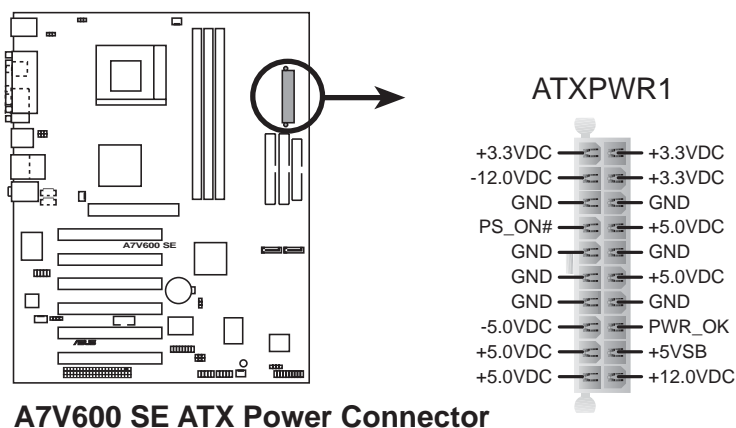 ATXPWR1
+3.3VDC +3.3VDC
-12.0VDC +3.3VDC
GND GND
PS_ON# +5.0VDC
GND GND
GND +5.0VDC
GND GND
-5.0VDC PWR_OK
+5.0VDC +5VSB
+5.0VDC +12.0VDC
A7V600 SE
ASUS
A7V600 SE ATX Power Connector